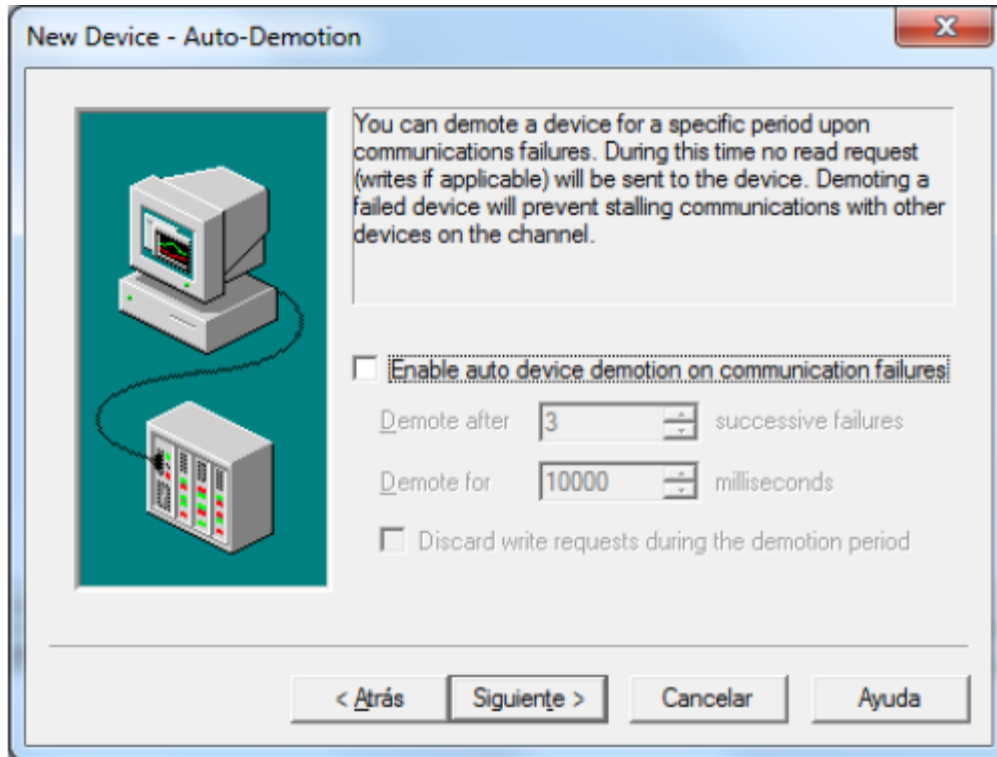 New Device - Auto-Demotion
You can demote a device for a specific period upon
communications failures. During this time no read request
(writes if applicable) will be sent to the device. Demoting a
failed device will prevent stalling communications with other
devices on the channel.
Enable auto device demotion on communication failures
Demote after 3 successive failures
Demote for 10000 milliseconds
Discard write requests during the demotion period
< Atrás Siguiente > Cancelar Ayuda